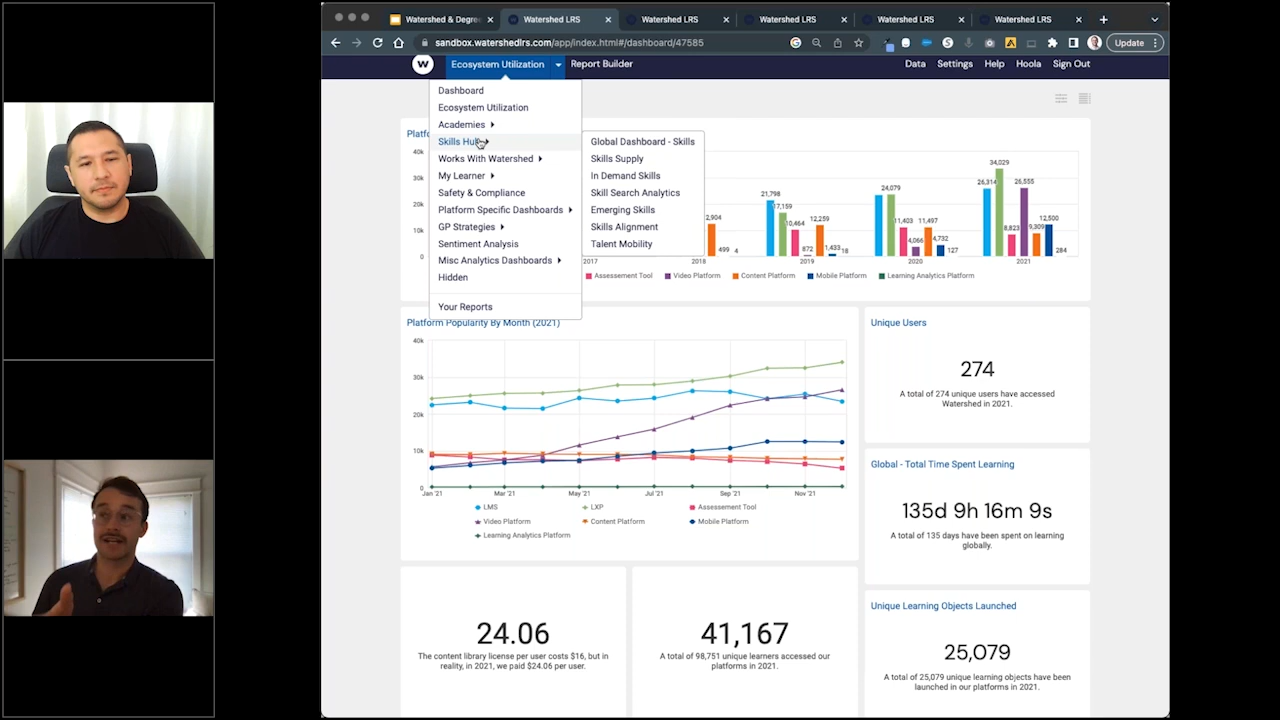 Watershed & Degre
Watershed LRS
Watershed LRS
Watershed LRS
Watershed LRS
Watershed LRS
sandbox.watershedlrs.com/app/index.html#/dashboard/47585
Update
W
Ecosystem Utilization
Report Builder
Data
Settings
Help
Hoola
Sign Out
Dashboard
Ecosystem Utilization
Academies
Skills Hub
Works With Watershed
My Learner
Safety & Compliance
Platform Specific Dashboards
GP Strategies
Sentiment Analysis
Misc Analytics Dashboards
Hidden
Your Reports
Global Dashboard - Skills
Skills Supply
In Demand Skills
Skill Search Analytics
Emerging Skills
Skills Alignment
Talent Mobility
Platfo
40k
30k
20k
10k
0
2,904
499
4
21,798
17,159
10,464
872
12,259
1,433
18
24,079
11,403
4,066
11,497
4,732
127
26,314
34,029
8,823
26,555
9,309
12,500
284
2017
2018
2019
2020
2021
Assessement Tool
Video Platform
Content Platform
Mobile Platform
Learning Analytics Platform
Platform Popularity By Month (2021)
40k
30k
20k
10k
0
Jan '21
Mar '21
May '21
Jul '21
Sep '21
Nov '21
LMS
LXP
Assessement Tool
Video Platform
Content Platform
Mobile Platform
Learning Analytics Platform
Unique Users
274
A total of 274 unique users have accessed
Watershed in 2021.
Global - Total Time Spent Learning
135d 9h 16m 9s
A total of 135 days have been spent on learning
globally.
24.06
The content library license per user costs $16, but in
reality, in 2021, we paid $24.06 per user.
41,167
A total of 98,751 unique learners accessed our
platforms in 2021.
Unique Learning Objects Launched
25,079
A total of 25,079 unique learning objects have been
launched in our platforms in 2021.